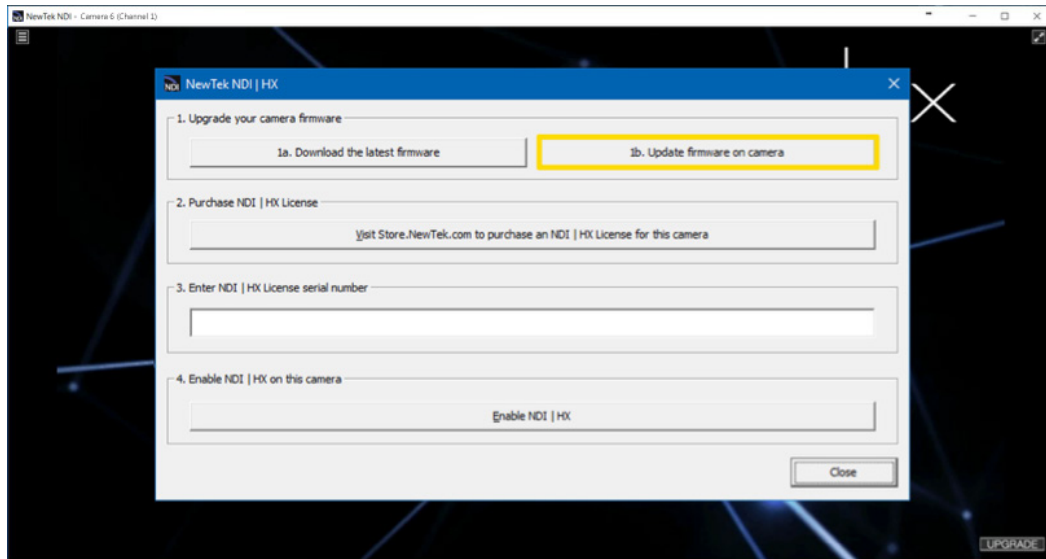 NewTek NDI - Camera 6 (Channel 1)
NDI NewTek NDI | HX
1. Upgrade your camera firmware
1a. Download the latest firmware
1b. Update firmware on camera
2. Purchase NDI | HX License
Visit Store.NewTek.com to purchase an NDI | HX License for this camera
3. Enter NDI | HX License serial number
4. Enable NDI | HX on this camera
Enable NDI | HX
Close
UPGRADE